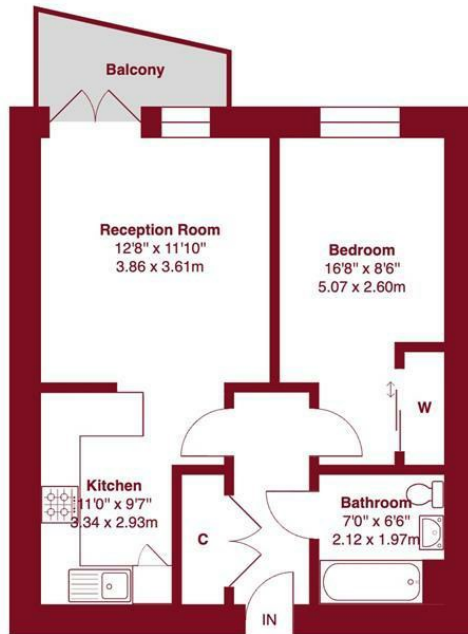 Balcony
Reception Room
12'8" x 11'10"
3.86 x 3.61m
Bedroom
16'8" x 8'6"
5.07 x 2.60m
W
Kitchen
11'0" x 9'7"
3.34 x 2.93m
C
Bathroom
7'0" x 6'6"
2.12 x 1.97m
IN